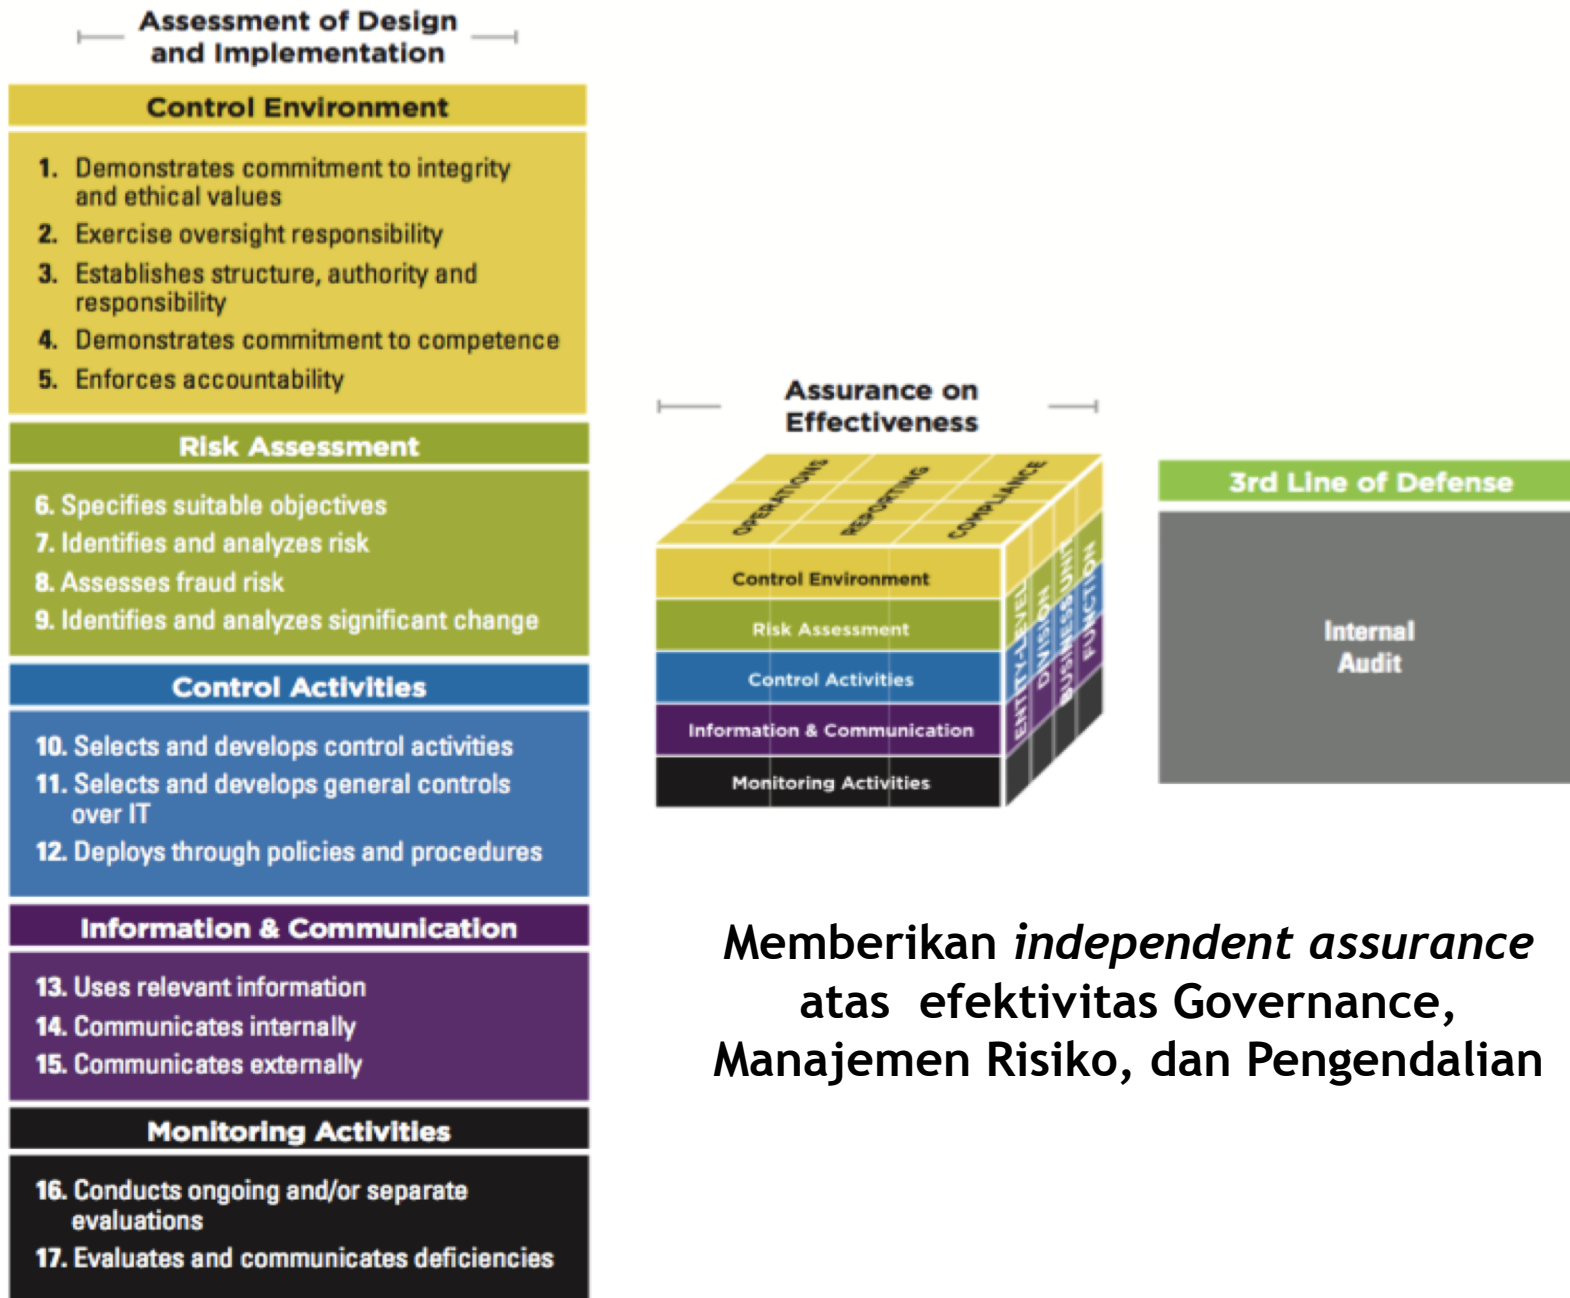 Assessment of Design
and Implementation
Control Environment
1. Demonstrates commitment to integrity
and ethical values
2. Exercise oversight responsibility
3. Establishes structure, authority and
responsibility
4. Demonstrates commitment to competence
5. Enforces accountability
Risk Assessment
6. Specifies suitable objectives
7. Identifies and analyzes risk
8. Assesses fraud risk
9. Identifies and analyzes significant change
Control Activities
10. Selects and develops control activities
11. Selects and develops general controls
over IT
12. Deploys through policies and procedures
Information & Communication
13. Uses relevant information
14. Communicates internally
15. Communicates externally
Monitoring Activities
16. Conducts ongoing and/or separate
evaluations
17. Evaluates and communicates deficiencies
Assurance on
Effectiveness
OPERATIONS
REPORTING
COMPLIANCE
Control Environment
Risk Assessment
Control Activities
Information & Communication
Monitoring Activities
ENTITY-LEVEL
DIVISION
BUSINESS UNIT
FUNCTION
3rd Line of Defense
Internal
Audit
Memberikan independent assurance
atas efektivitas Governance,
Manajemen Risiko, dan Pengendalian